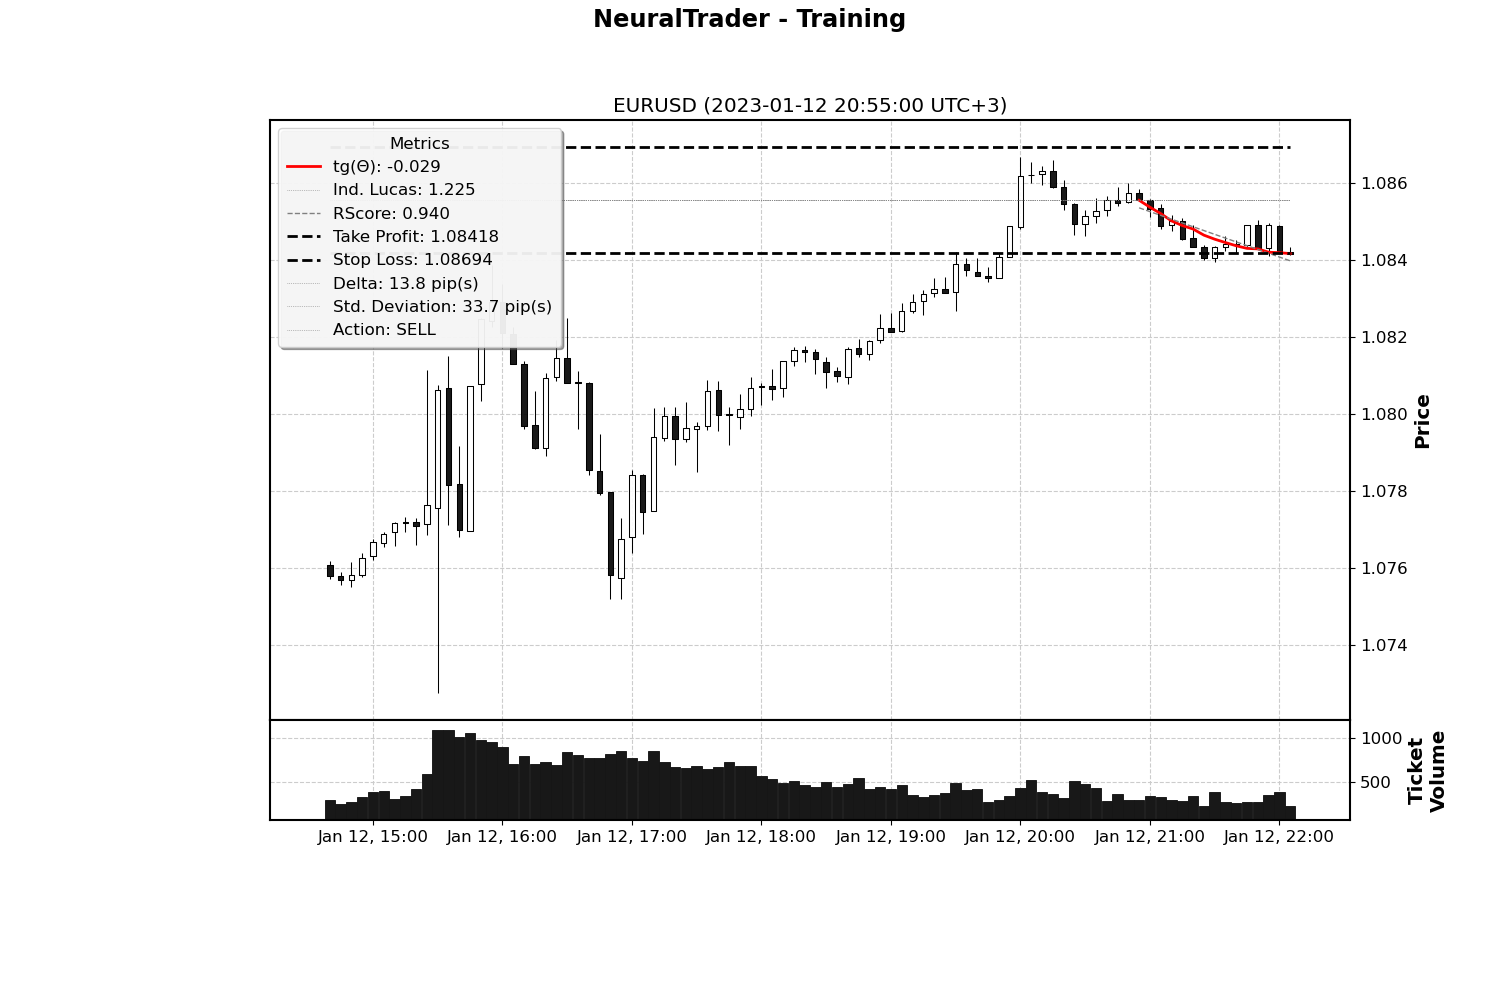 NeuralTrader - Training
EURUSD (2023-01-12 20:55:00 UTC+3)
Metrics
tg(Θ): -0.029
Ind. Lucas: 1.225
RScore: 0.940
Take Profit: 1.08418
Stop Loss: 1.08694
Delta: 13.8 pip(s)
Std. Deviation: 33.7 pip(s)
Action: SELL
1.086
1.084
1.082
1.080
1.078
1.076
1.074
Price
1000
500
Ticket
Volume
Jan 12, 15:00
Jan 12, 16:00
Jan 12, 17:00
Jan 12, 18:00
Jan 12, 19:00
Jan 12, 20:00
Jan 12, 21:00
Jan 12, 22:00